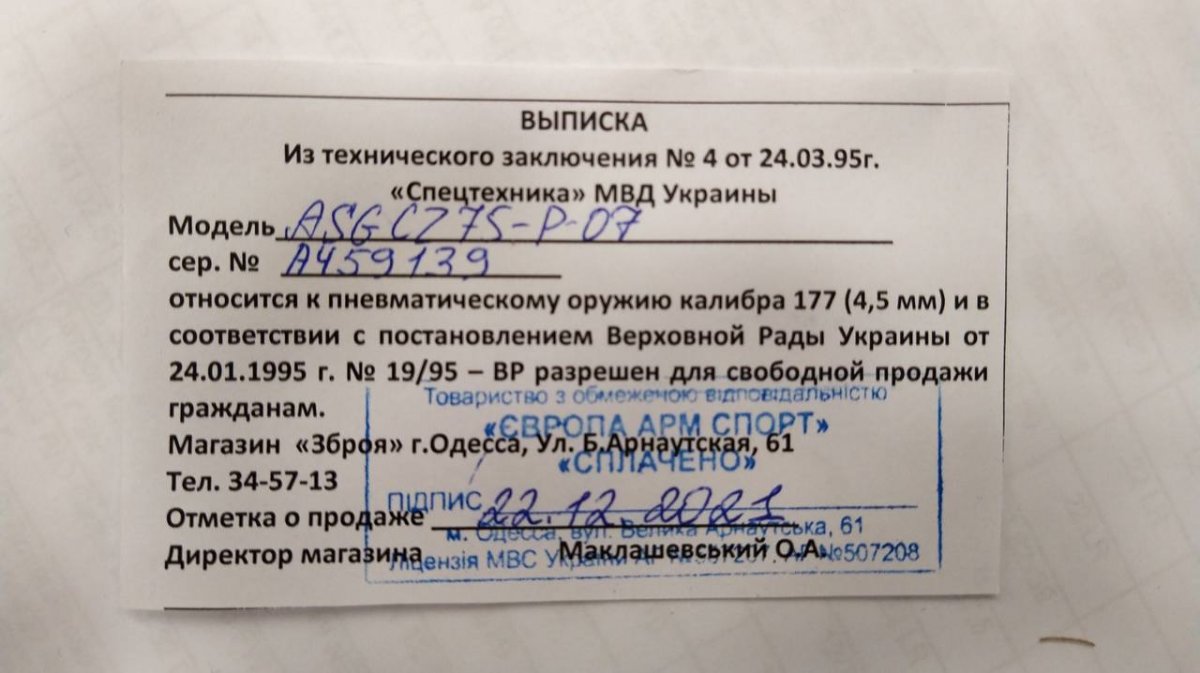 ВЫПИСКА
Из технического заключения № 4 от 24.03.95г.
«Спецтехника» МВД Украины
Модель ASG CZ 75-P-07
сер. № A459139
относится к пневматическому оружию калибра 177 (4,5 мм) и в
соответствии с постановлением Верховной Рады Украины от
24.01.1995 г. № 19/95 – ВР разрешен для свободной продажи
гражданам.
Товариство з обмеженою відповідальністю
«ЄВРОПА АРМ СПОРТ»
Магазин «Зброя» г.Одесса, Ул. Б.Арнаутская, 61
«СПЛАЧЕНО»
Тел. 34-57-13
ПІДПИС
Отметка о продаже 22.12.2021
м. Одесса, вул. Велика Арнаутська, 61
Директор магазина Маклашевський О.А.
Ліцензія МВС України №507208